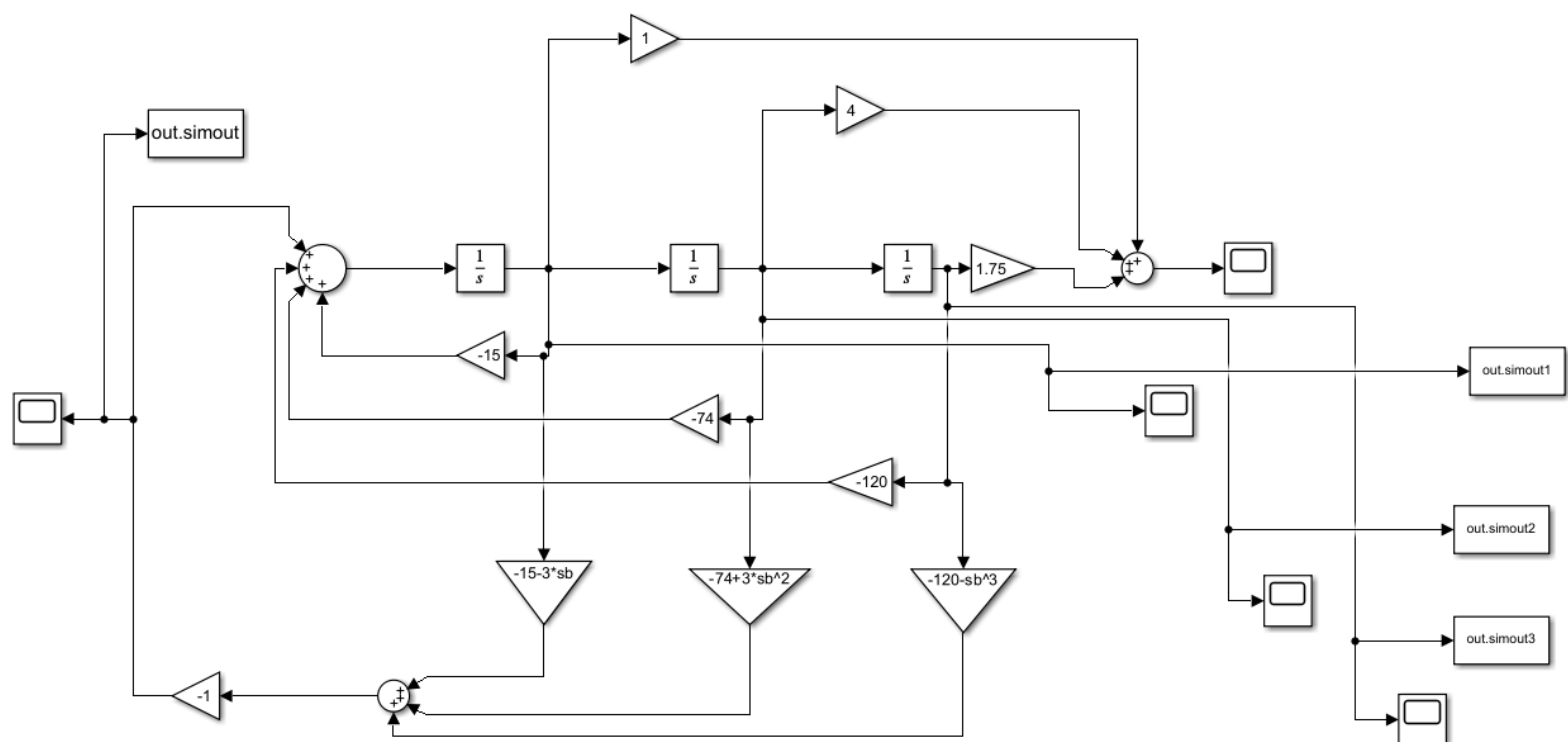 1
4
out.simout
+
+
+
+
1
s
1
s
1
s
1.75
+
+
+
-15
out.simout1
-74
-120
out.simout2
-15-3*sb
-74+3*sb^2
-120-sb^3
out.simout3
-1
+
+
+